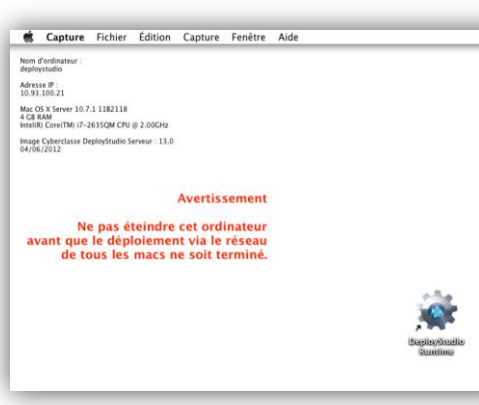 Capture Fichier Édition Capture Fenêtre Aide
Nom d'ordinateur :
deploystudio
Adresse IP :
10.93.100.21
Mac OS X Server 10.7.1 11B2118
4 GB RAM
Intel(R) Core(TM) i7-2635QM CPU @ 2.00GHz
Image Cyberclasse DeployStudio Serveur : 13.0
04/06/2012
Avertissement
Ne pas éteindre cet ordinateur
avant que le déploiement via le réseau
de tous les macs ne soit terminé.
DeployStudio
Runtime